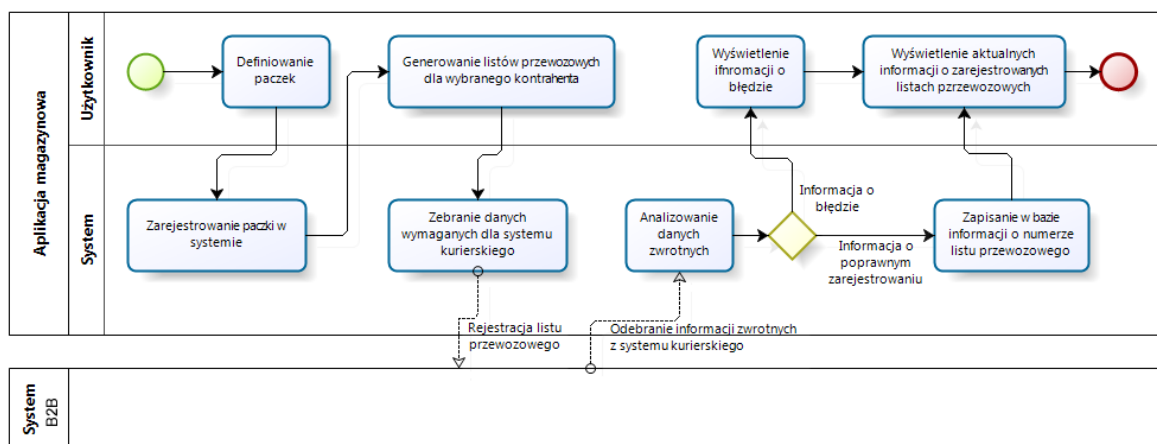 Aplikacja magazynowa
Użytkownik
Definiowanie
paczek
Generowanie listów przewozowych
dla wybranego kontrahenta
Wyświetlenie
ifnromacji o
błędzie
Wyświetlenie aktualnych
informacji o zarejestrowanych
listach pzrzewozowych
System
Zarejestrowanie paczki w
systemie
Zebranie danych
wymaganych dla systemu
kurierskiego
Analizowanie
danych
zwrotnych
Informacja o
błędzie
Informacja o
poprawnym
zarejestrowaniu
Zapisanie w bazie
informacji o numerze
listu przewozowego
Rejestracja listu
przewozowego
Odebranie informacji zwrotnych
z systemu kurierskiego
System
B2B